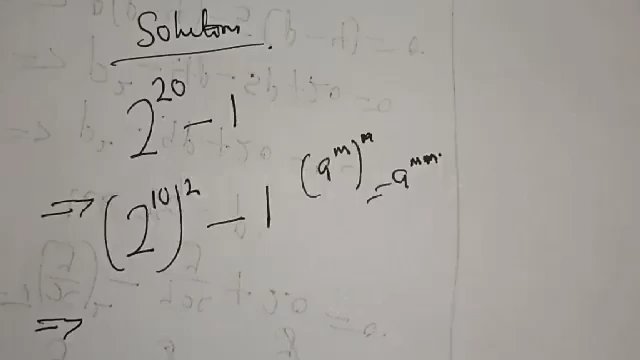 Solution
2^20 - 1
=> (2^10)^2 - 1 (a^m)^n = a^mn.
=>